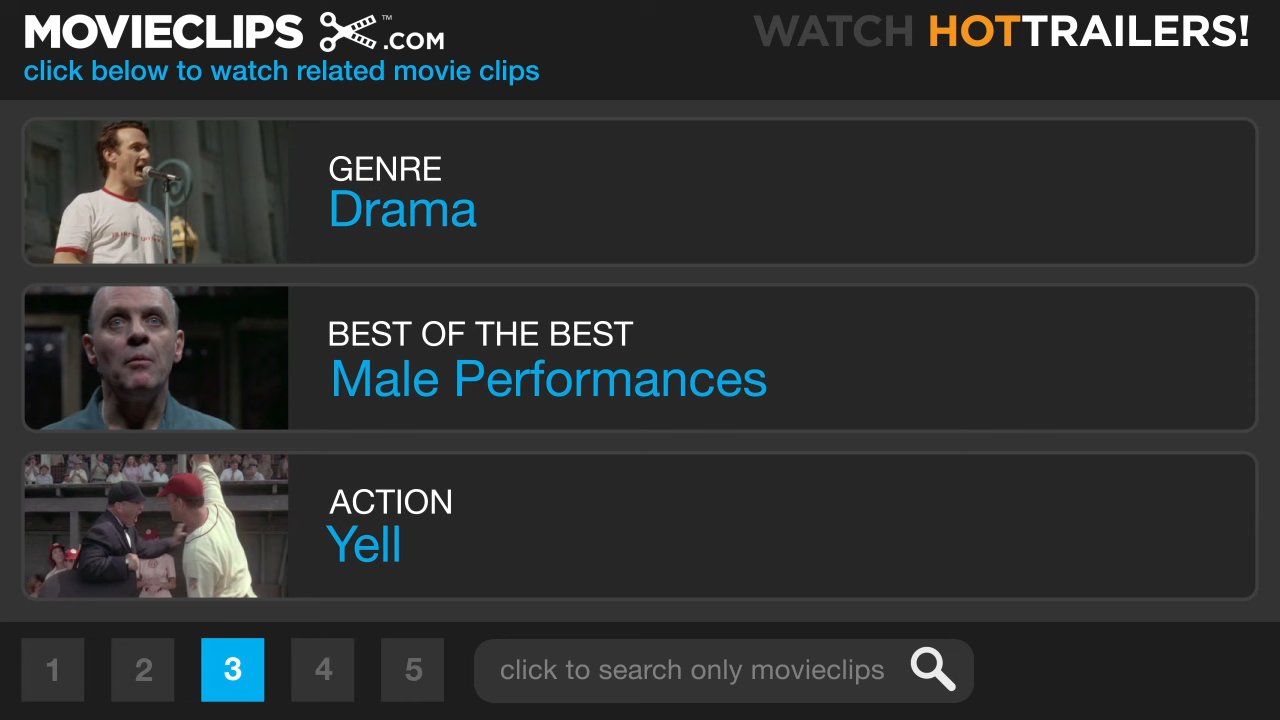 MOVIECLIPS ™ .COM
WATCH HOTTRAILERS!
click below to watch related movie clips
GENRE
Drama
BEST OF THE BEST
Male Performances
ACTION
Yell
1 2 3 4 5
click to search only movieclips